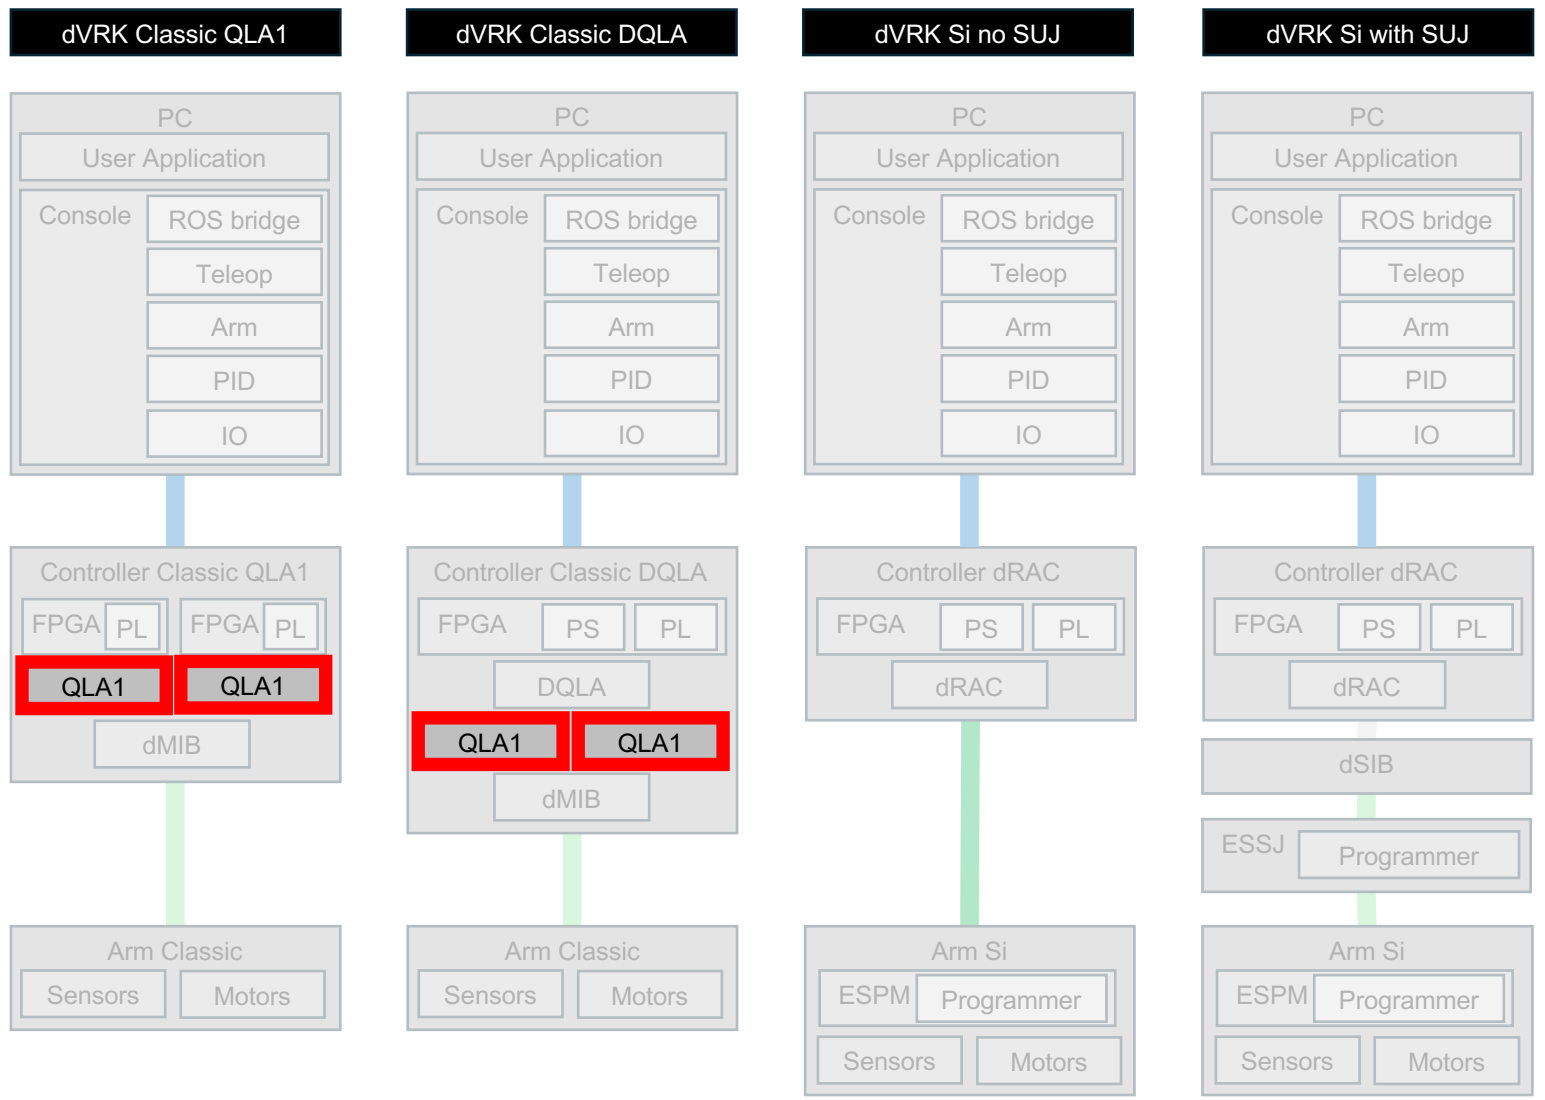 dVRK Classic QLA1
PC
User Application
Console
ROS bridge
Teleop
Arm
PID
IO
Controller Classic QLA1
FPGA
PL
FPGA
PL
QLA1
QLA1
dMIB
Arm Classic
Sensors
Motors
dVRK Classic DQLA
PC
User Application
Console
ROS bridge
Teleop
Arm
PID
IO
Controller Classic DQLA
FPGA
PS
PL
DQLA
QLA1
QLA1
dMIB
Arm Classic
Sensors
Motors
dVRK Si no SUJ
PC
User Application
Console
ROS bridge
Teleop
Arm
PID
IO
Controller dRAC
FPGA
PS
PL
dRAC
Arm Si
ESPM
Programmer
Sensors
Motors
dVRK Si with SUJ
PC
User Application
Console
ROS bridge
Teleop
Arm
PID
IO
Controller dRAC
FPGA
PS
PL
dRAC
dSIB
ESSJ
Programmer
Arm Si
ESPM
Programmer
Sensors
Motors